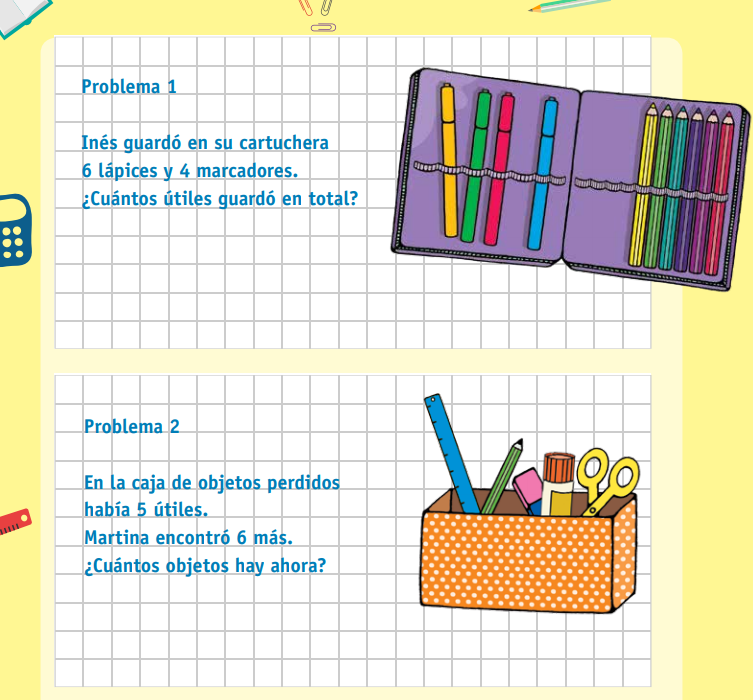 Problema 1
Inés guardó en su cartuchera
6 lápices y 4 marcadores.
¿Cuántos útiles guardó en total?
Problema 2
En la caja de objetos perdidos
había 5 útiles.
Martina encontró 6 más.
¿Cuántos objetos hay ahora?